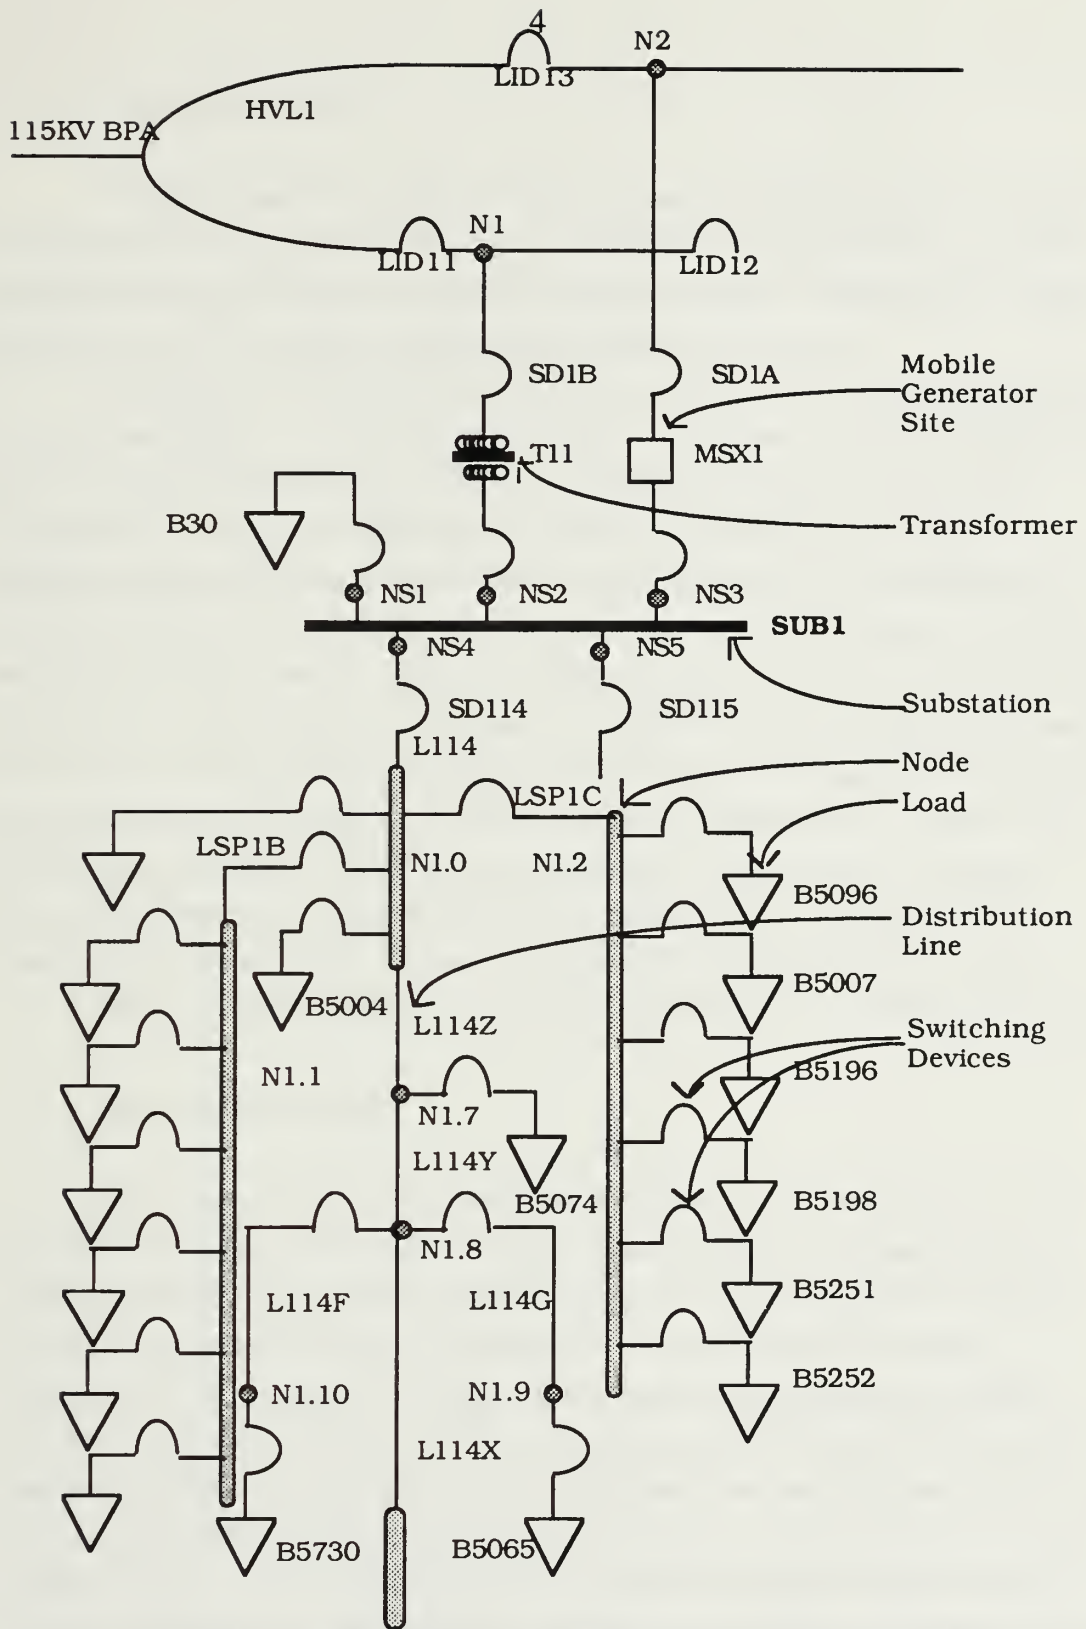 4
N2
LID13
HVL1
115KV BPA
N1
LID11
LID12
SD1B
SD1A
Mobile
Generator
Site
T11
MSX1
B30
Transformer
NS1
NS2
NS3
SUB1
NS4
NS5
SD114
SD115
Substation
L114
Node
LSP1C
Load
LSP1B
N1.0
N1.2
B5096
Distribution
Line
B5004
B5007
L114Z
Switching
Devices
N1.1
B5196
N1.7
L114Y
B5074
B5198
N1.8
L114F
L114G
B5251
N1.10
N1.9
B5252
L114X
B5730
B5065